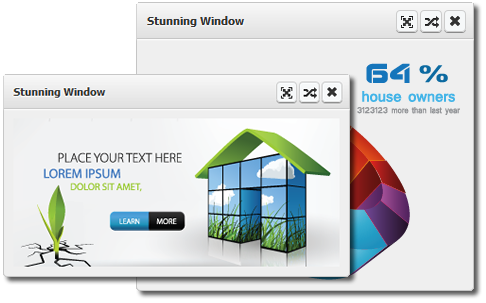 Stunning Window
64 %
house owners
3123123 more than last year
Stunning Window
PLACE YOUR TEXT HERE
LOREM IPSUM
DOLOR SIT AMET,
LEARN MORE